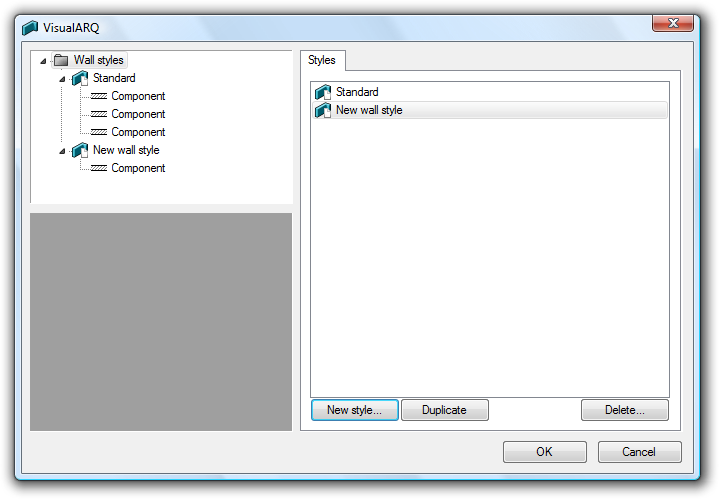 VisualARQ
Wall styles
Standard
Component
Component
Component
New wall style
Component
Styles
Standard
New wall style
New style...
Duplicate
Delete...
OK
Cancel